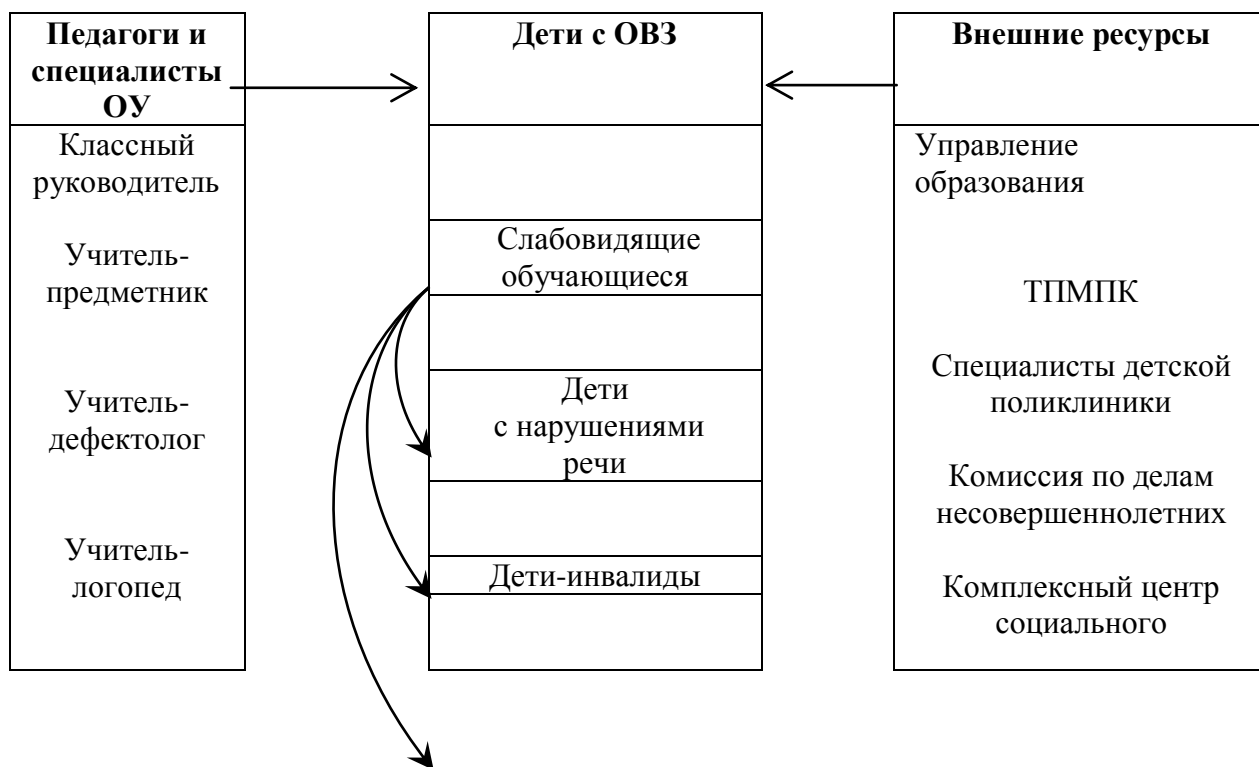 Педагоги и
специалисты
ОУ
Классный
руководитель
Учитель-
предметник
Учитель-
дефектолог
Учитель-
логопед
Дети с ОВЗ
Слабовидящие
обучающиеся
Дети
с нарушениями
речи
Дети-инвалиды
Внешние ресурсы
Управление
образования
ТПМПК
Специалисты детской
поликлиники
Комиссия по делам
несовершеннолетних
Комплексный центр
социального